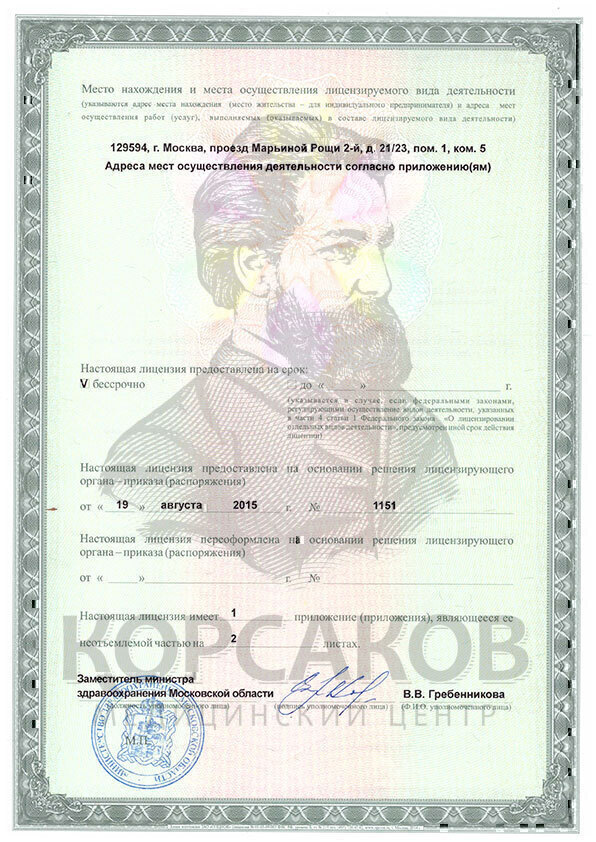 Место нахождения и места осуществления лицензируемого вида деятельности
(указываются адрес места нахождения (место жительства – для индивидуального предпринимателя) и адреса мест
осуществления работ (услуг), выполняемых (оказываемых) в составе лицензируемого вида деятельности)
129594, г. Москва, проезд Марьиной Рощи 2-й, д. 21/23, пом. 1, ком. 5
Адреса мест осуществления деятельности согласно приложению(ям)
Настоящая лицензия предоставлена на срок:
V бессрочно
до « » г.
(указывается в случае, если федеральными законами,
регулирующими осуществление видов деятельности, указанных
в части 4 статьи 1 Федерального закона «О лицензировании
отдельных видов деятельности», предусмотрен иной срок действия
лицензии)
Настоящая лицензия предоставлена на основании решения лицензирующего
органа – приказа (распоряжения)
от « 19 » августа 2015 г. № 1151
Настоящая лицензия переоформлена на основании решения лицензирующего
органа – приказа (распоряжения)
от « » г. №
Настоящая лицензия имеет 1 приложение (приложения), являющееся ее
неотъемлемой частью на 2 листах.
КОРСАКОВ
МЕДИЦИНСКИЙ ЦЕНТР
Заместитель министра
здравоохранения Московской области
В.В. Гребенникова
(должность уполномоченного лица)
(подпись уполномоченного лица)
(Ф.И.О. уполномоченного лица)
М.П.
МИНИСТЕРСТВО ЗДРАВООХРАНЕНИЯ МОСКОВСКОЙ ОБЛАСТИ